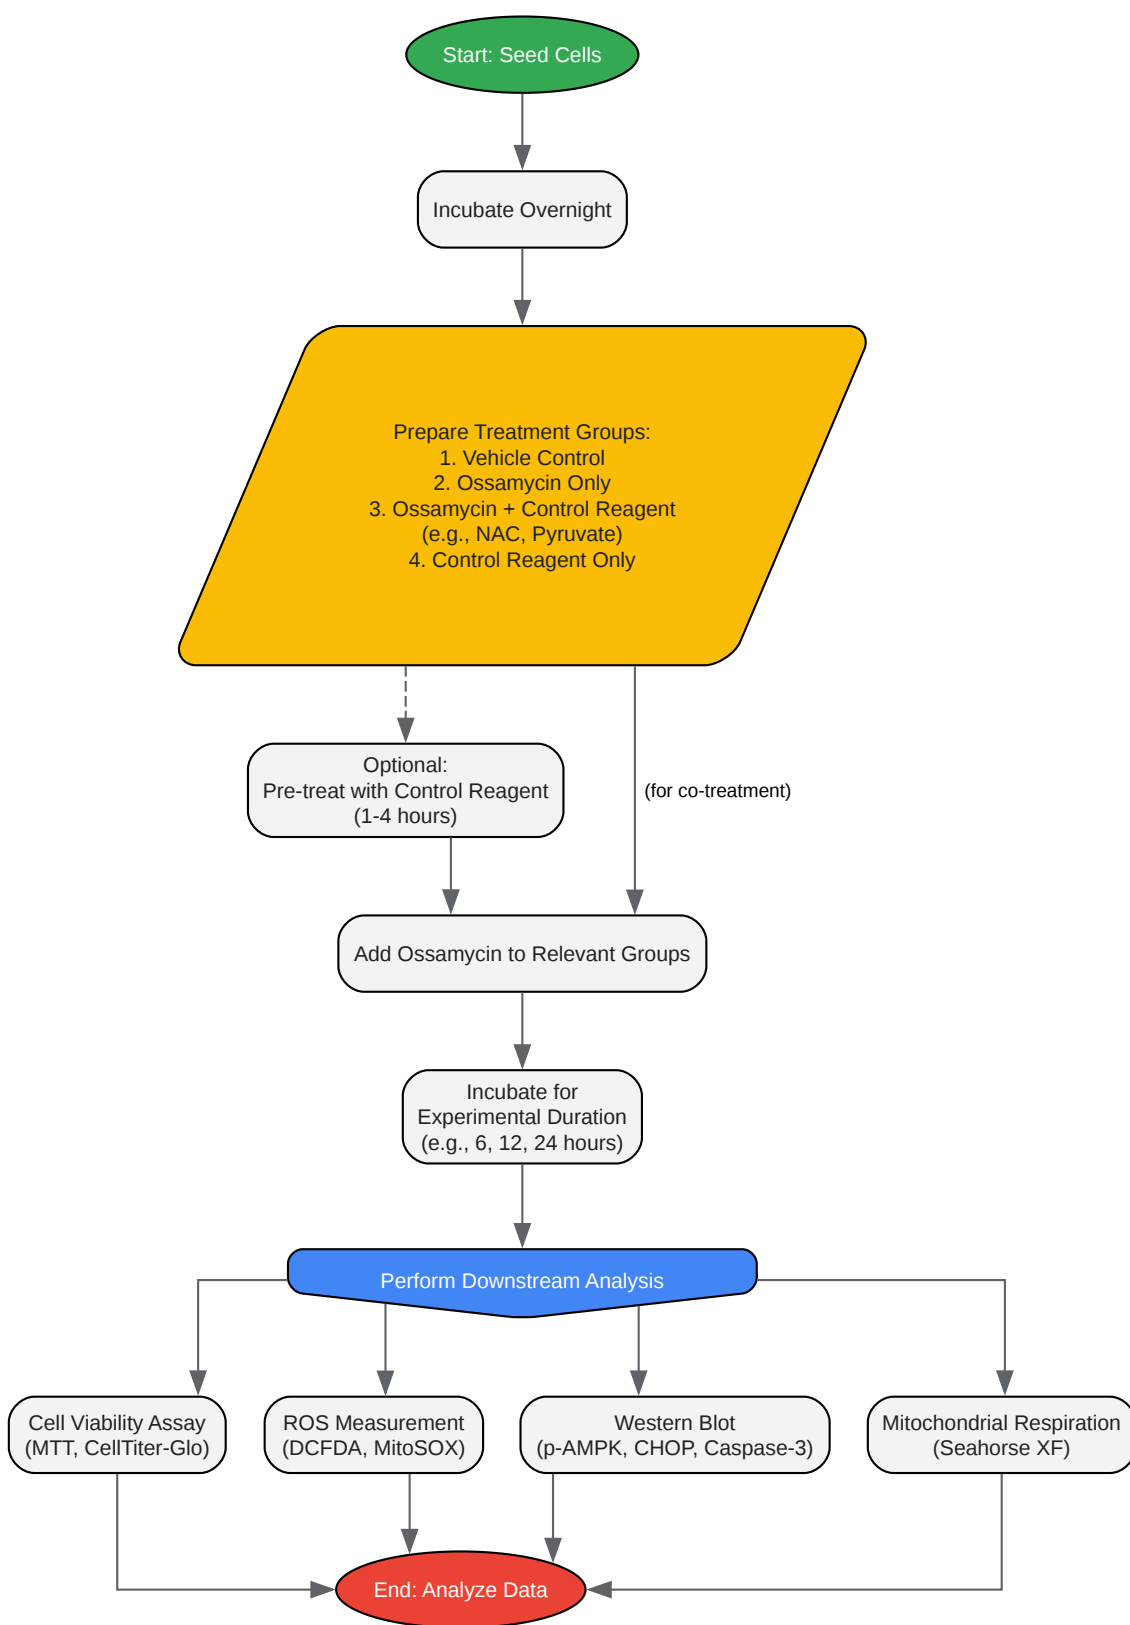 Start: Seed Cells
Incubate Overnight
Prepare Treatment Groups:
1. Vehicle Control
2. Ossamycin Only
3. Ossamycin + Control Reagent
(e.g., NAC, Pyruvate)
4. Control Reagent Only
Optional:
Pre-treat with Control Reagent
(1-4 hours)
(for co-treatment)
Add Ossamycin to Relevant Groups
Incubate for
Experimental Duration
(e.g., 6, 12, 24 hours)
Perform Downstream Analysis
Cell Viability Assay
(MTT, CellTiter-Glo)
ROS Measurement
(DCFDA, MitoSOX)
Western Blot
(p-AMPK, CHOP, Caspase-3)
Mitochondrial Respiration
(Seahorse XF)
End: Analyze Data